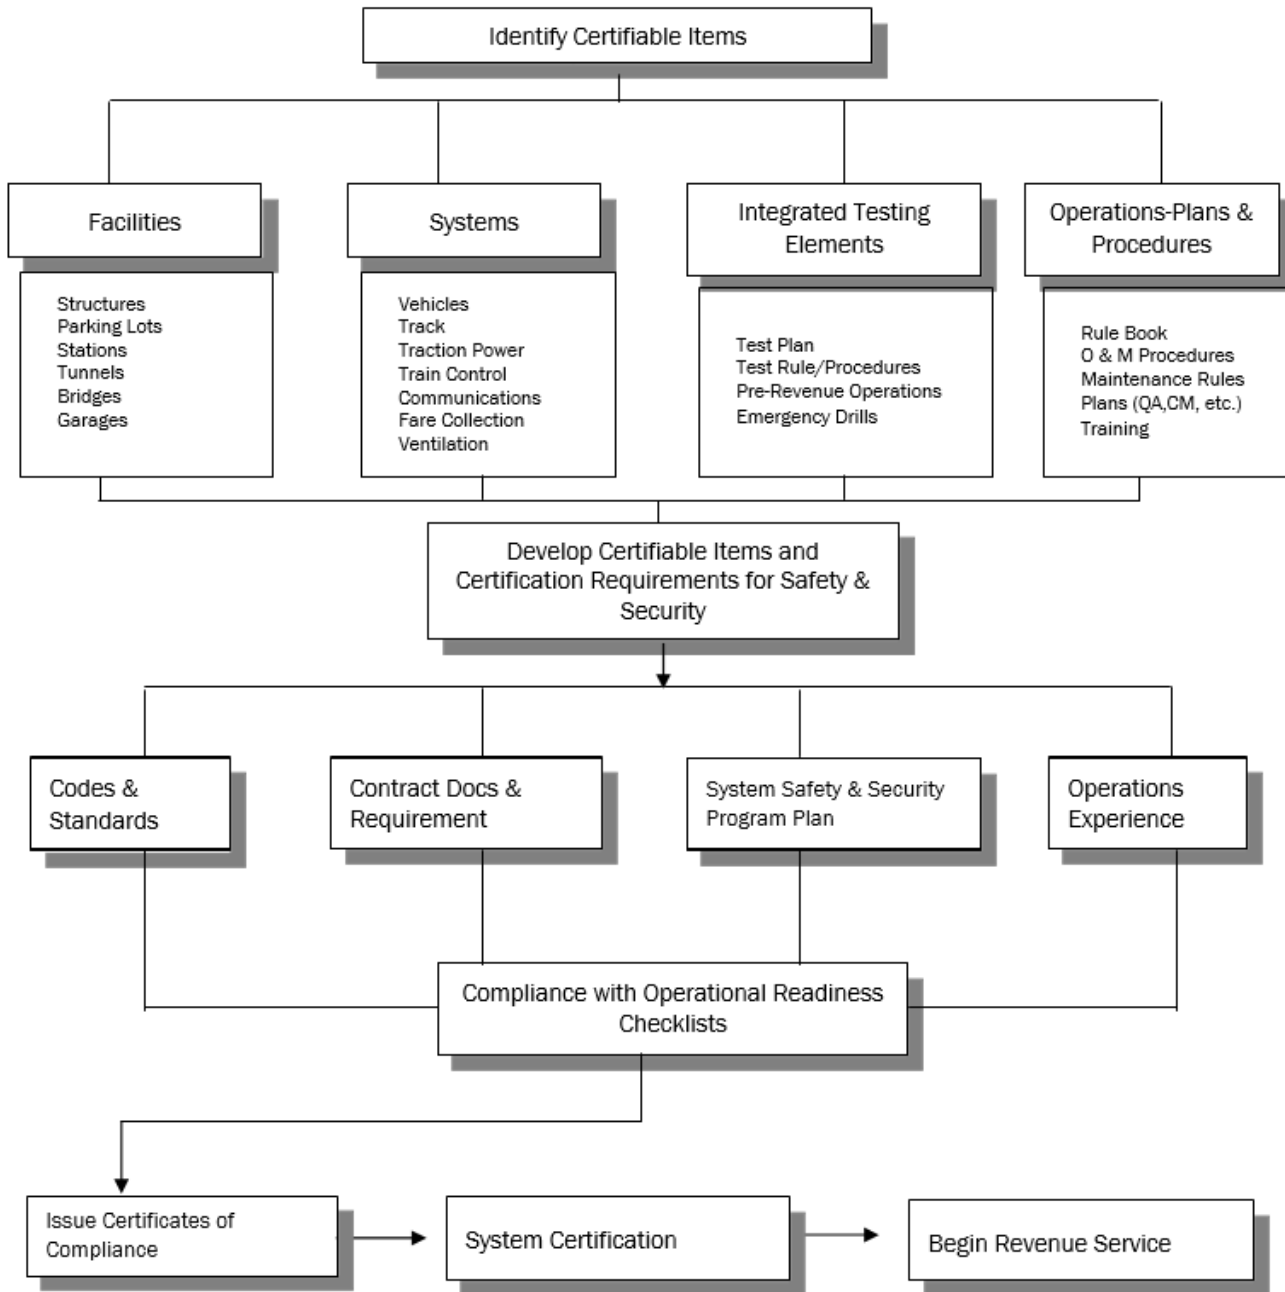 Identify Certifiable Items
Facilities
Systems
Integrated Testing
Elements
Operations-Plans &
Procedures
Structures
Parking Lots
Stations
Tunnels
Bridges
Garages
Vehicles
Track
Traction Power
Train Control
Communications
Fare Collection
Ventilation
Test Plan
Test Rule/Procedures
Pre-Revenue Operations
Emergency Drills
Rule Book
O & M Procedures
Maintenance Rules
Plans (QA,CM, etc.)
Training
Develop Certifiable Items and
Certification Requirements for Safety &
Security
Codes &
Standards
Contract Docs &
Requirement
System Safety & Security
Program Plan
Operations
Experience
Compliance with Operational Readiness
Checklists
Issue Certificates of
Compliance
System Certification
Begin Revenue Service